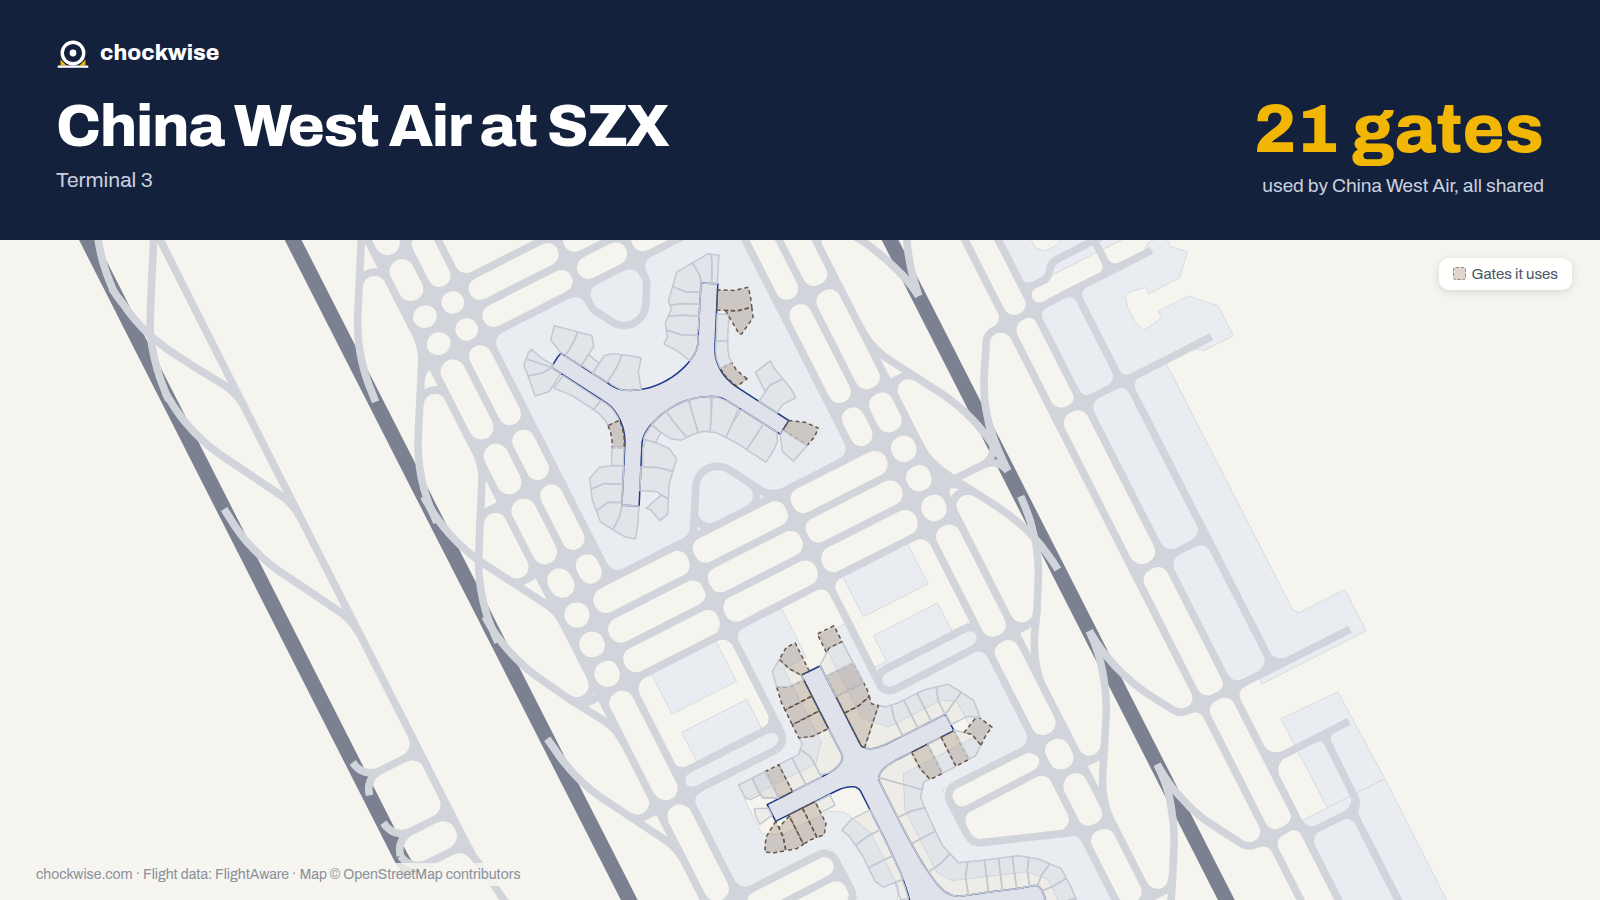 chockwise
China West Air at SZX
Terminal 3
21 gates
used by China West Air, all shared
Gates it uses
chockwise.com · Flight data: FlightAware · Map © OpenStreetMap contributors